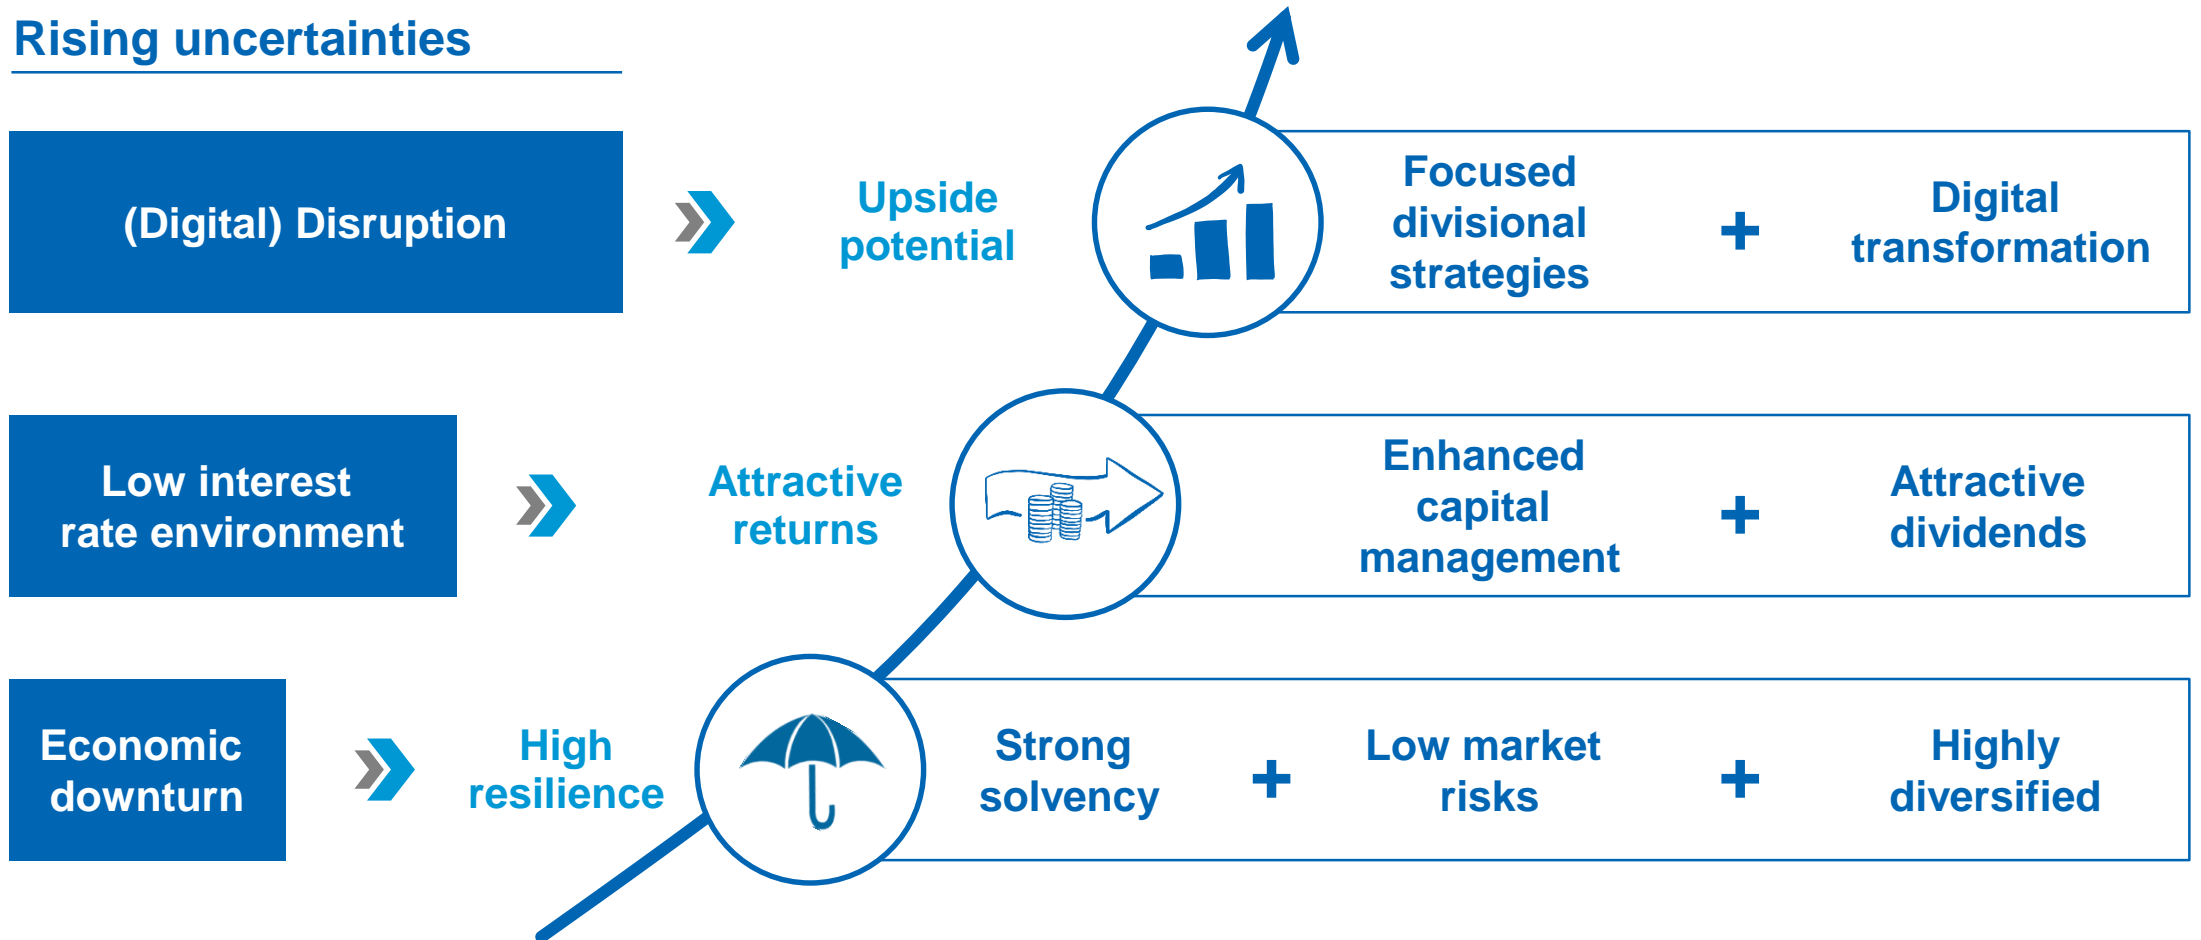 Rising uncertainties
(Digital) Disruption
Upside
potential
Focused
divisional
strategies
+
Digital
transformation
Low interest
rate environment
Attractive
returns
Enhanced
capital
management
+
Attractive
dividends
Economic
downturn
High
resilience
Strong
solvency
+
Low market
risks
+
Highly
diversified